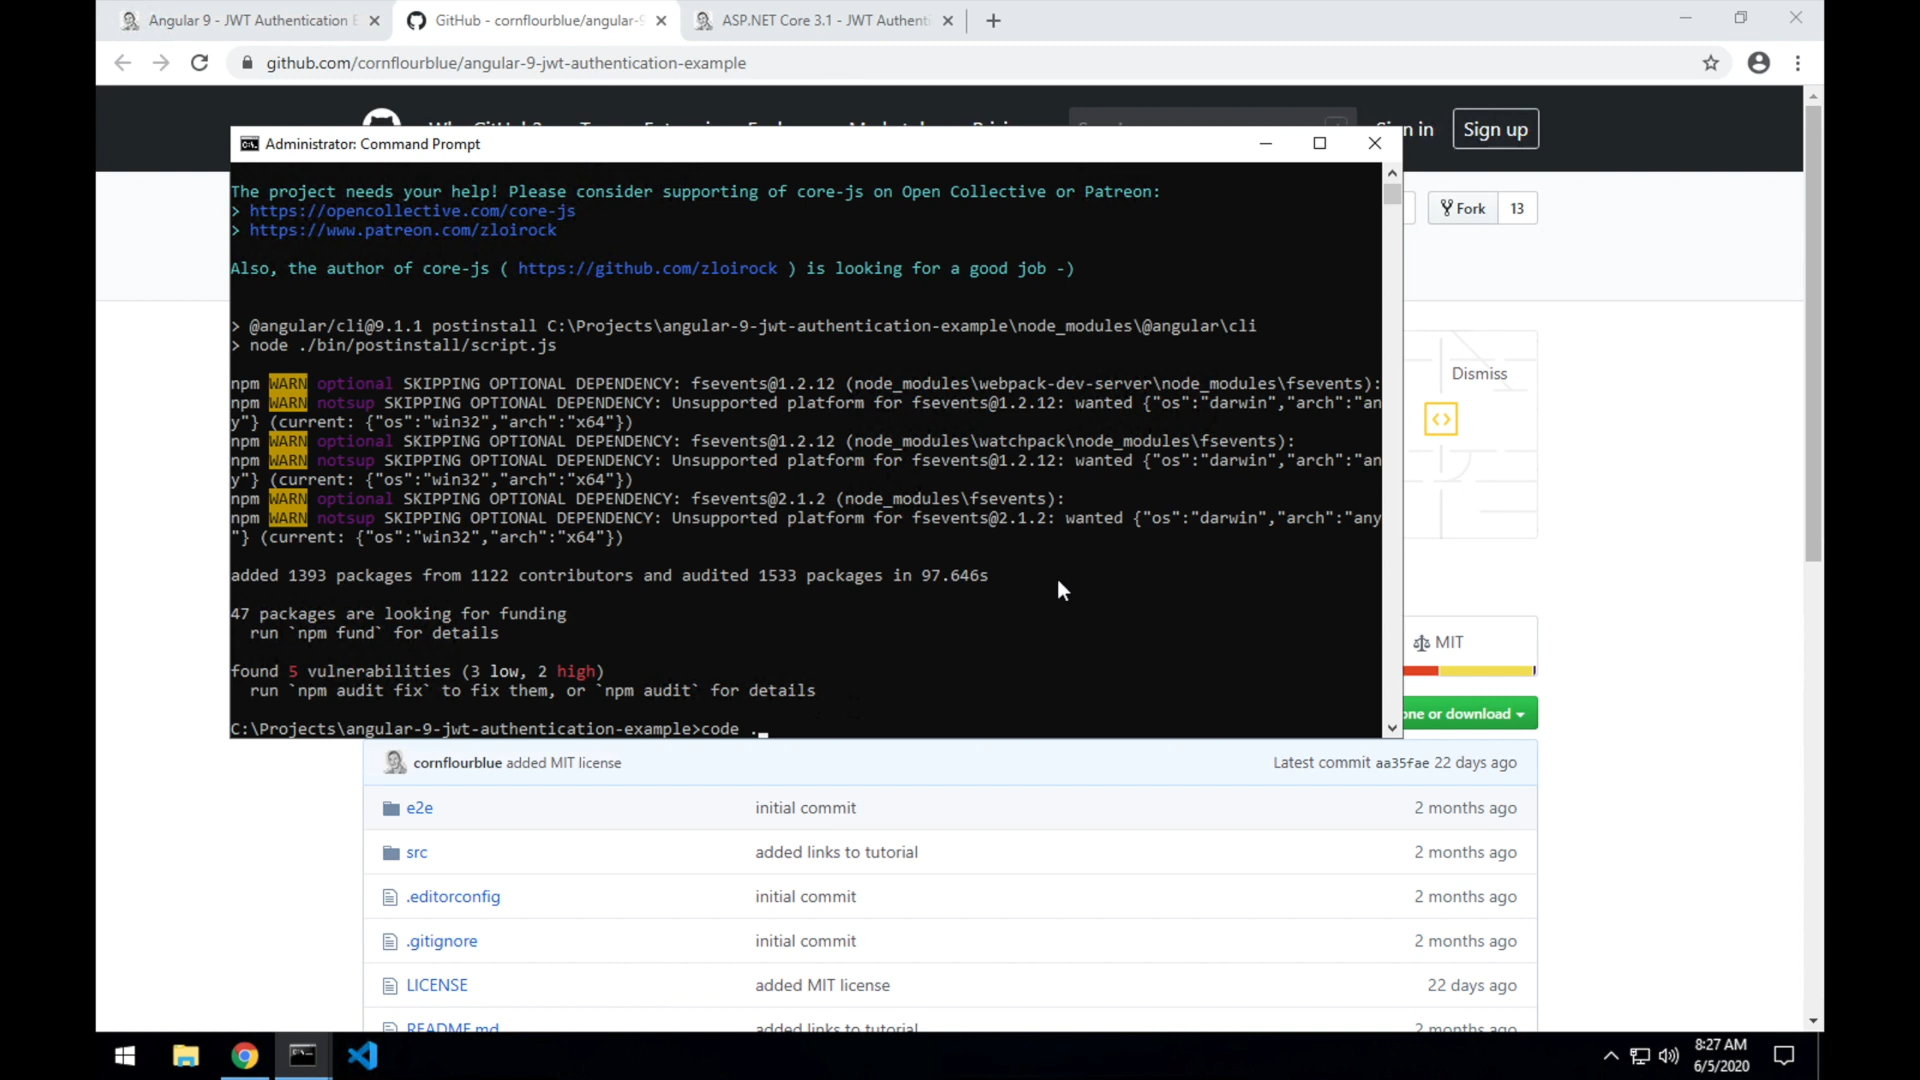 Angular 9 - JWT Authentication E
GitHub - cornflourblue/angular-9
ASP.NET Core 3.1 - JWT Authenti
github.com/cornflourblue/angular-9-jwt-authentication-example
Sign up
Administrator: Command Prompt
The project needs your help! Please consider supporting of core-js on Open Collective or Patreon:
> https://opencollective.com/core-js
> https://www.patreon.com/zloirock
Also, the author of core-js ( https://github.com/zloirock ) is looking for a good job -)
> @angular/cli@9.1.1 postinstall C:\Projects\angular-9-jwt-authentication-example\node_modules\@angular\cli
> node ./bin/postinstall/script.js
npm WARN optional SKIPPING OPTIONAL DEPENDENCY: fsevents@1.2.12 (node_modules\webpack-dev-server\node_modules\fsevents):
npm WARN notsup SKIPPING OPTIONAL DEPENDENCY: Unsupported platform for fsevents@1.2.12: wanted {"os":"darwin","arch":"an
y"} (current: {"os":"win32","arch":"x64"})
npm WARN optional SKIPPING OPTIONAL DEPENDENCY: fsevents@1.2.12 (node_modules\watchpack\node_modules\fsevents):
npm WARN notsup SKIPPING OPTIONAL DEPENDENCY: Unsupported platform for fsevents@1.2.12: wanted {"os":"darwin","arch":"an
y"} (current: {"os":"win32","arch":"x64"})
npm WARN optional SKIPPING OPTIONAL DEPENDENCY: fsevents@2.1.2 (node_modules\fsevents):
npm WARN notsup SKIPPING OPTIONAL DEPENDENCY: Unsupported platform for fsevents@2.1.2: wanted {"os":"darwin","arch":"any
"} (current: {"os":"win32","arch":"x64"})
added 1393 packages from 1122 contributors and audited 1533 packages in 97.646s
47 packages are looking for funding
run `npm fund` for details
found 5 vulnerabilities (3 low, 2 high)
run `npm audit fix` to fix them, or `npm audit` for details
C:\Projects\angular-9-jwt-authentication-example>code .
Fork 13
Dismiss
MIT
one or download
cornflourblue added MIT license Latest commit aa35fae 22 days ago
e2e initial commit 2 months ago
src added links to tutorial 2 months ago
.editorconfig initial commit 2 months ago
.gitignore initial commit 2 months ago
LICENSE added MIT license 22 days ago
README.md added links to tutorial 2 months ago
8:27 AM
6/5/2020